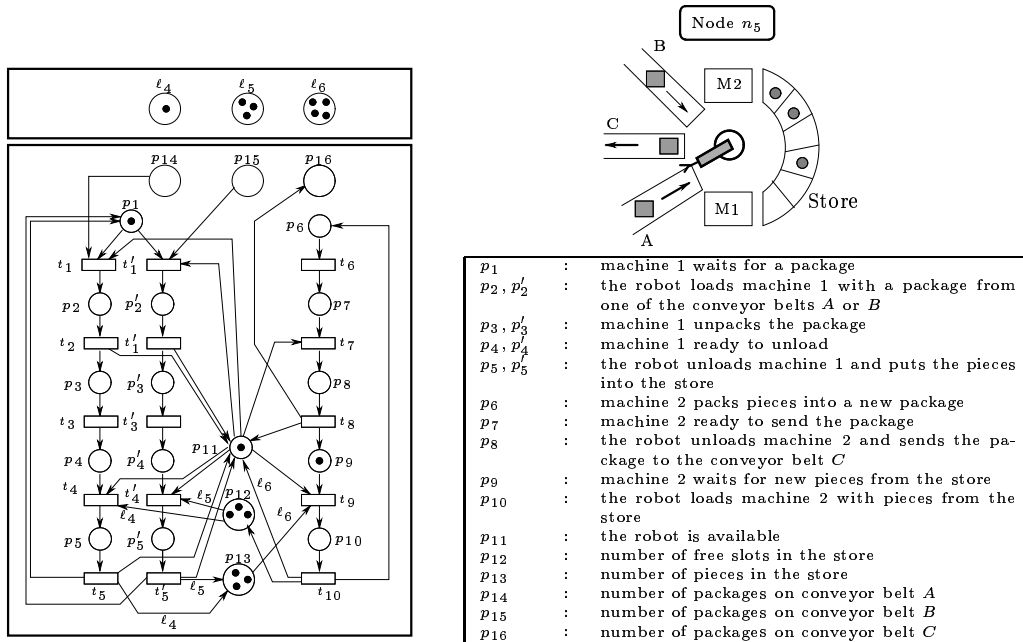 Node n₅
B
M2
C
Store
M1
A
ℓ₄ ℓ₅ ℓ₆
p₁₄ p₁₅ p₁₆
p₁ p₆
t₁ t′₁ t₆
p₂ p′₂ p₇
t₂ t′₁ t₇
p₃ p′₃ p₈
t₃ t′₃ t₈
p₁₁
p₄ p′₄ p₉
ℓ₆
t₄ t′₄ ℓ₅ p₁₂ t₉
ℓ₄ ℓ₆
p₅ p′₅ p₁₀
p₁₃
t₅ t′₅ ℓ₅ t₁₀
ℓ₄
p₁ : machine 1 waits for a package
p₂, p′₂ : the robot loads machine 1 with a package from
one of the conveyor belts A or B
p₃, p′₃ : machine 1 unpacks the package
p₄, p′₄ : machine 1 ready to unload
p₅, p′₅ : the robot unloads machine 1 and puts the pieces
into the store
p₆ : machine 2 packs pieces into a new package
p₇ : machine 2 ready to send the package
p₈ : the robot unloads machine 2 and sends the pa-
ckage to the conveyor belt C
p₉ : machine 2 waits for new pieces from the store
p₁₀ : the robot loads machine 2 with pieces from the
store
p₁₁ : the robot is available
p₁₂ : number of free slots in the store
p₁₃ : number of pieces in the store
p₁₄ : number of packages on conveyor belt A
p₁₅ : number of packages on conveyor belt B
p₁₆ : number of packages on conveyor belt C